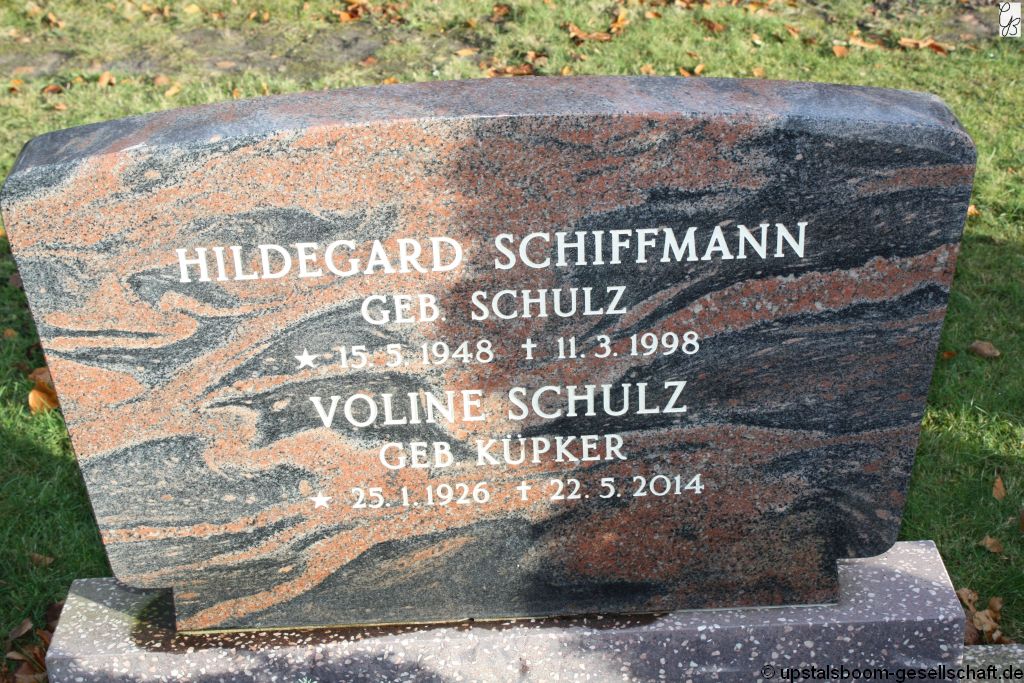 HILDEGARD SCHIFFMANN
GEB. SCHULZ
★ 15.5.1948 ✝ 11.3.1998
VOLINE SCHULZ
GEB. KÜPKER
★ 25.1.1926 ✝ 22.5.2014
© upstalsboom-gesellschaft.de